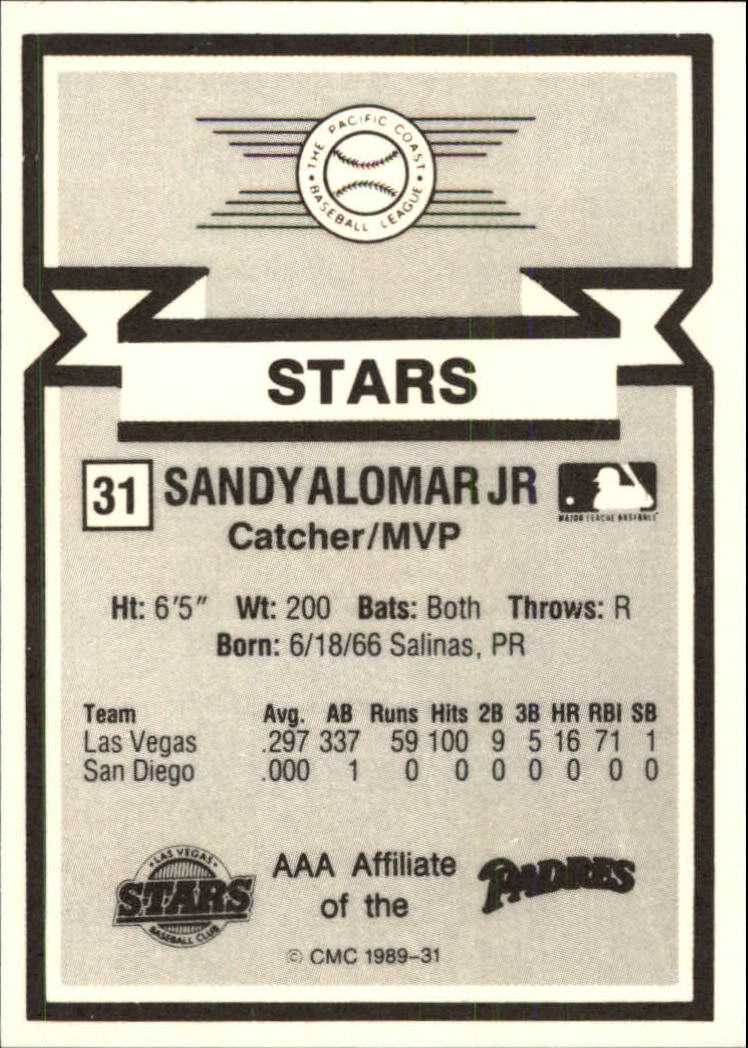 THE PACIFIC COAST
BASEBALL LEAGUE
STARS
31 SANDY ALOMAR JR
MAJOR LEAGUE BASEBALL
Catcher/MVP
Ht: 6'5" Wt: 200 Bats: Both Throws: R
Born: 6/18/66 Salinas, PR
Team Avg. AB Runs Hits 2B 3B HR RBI SB
Las Vegas .297 337 59 100 9 5 16 71 1
San Diego .000 1 0 0 0 0 0 0 0
LAS VEGAS
STARS
BASEBALL CLUB
AAA Affiliate
of the
PADRES
© CMC 1989-31